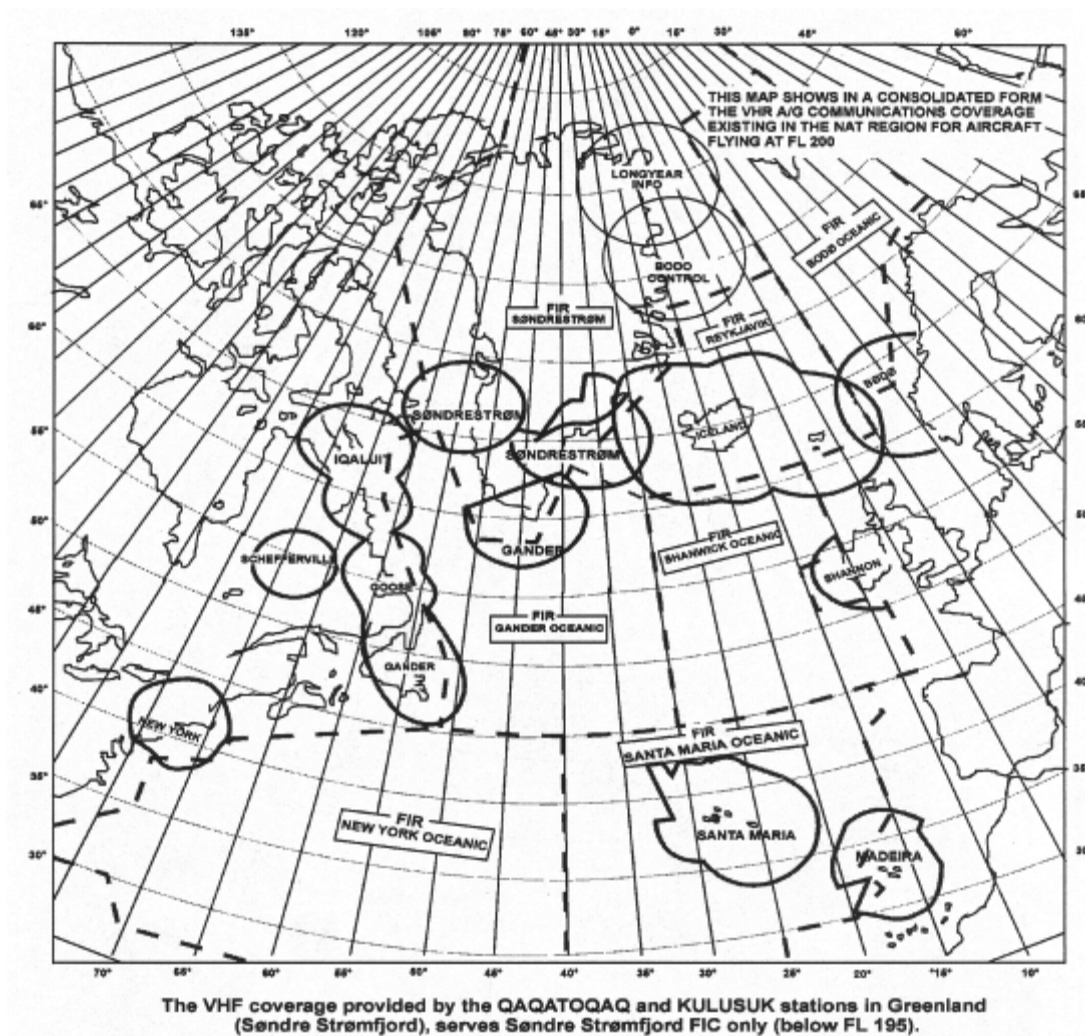 135° 120° 105° 90° 75° 60° 45° 30° 15° 0° 15° 30° 45° 60°
THIS MAP SHOWS IN A CONSOLIDATED FORM
THE VHR A/G COMMUNICATIONS COVERAGE
EXISTING IN THE NAT REGION FOR AIRCRAFT
FLYING AT FL 200
LONGYEAR
INFO
65°
FIR
BODØ OCEANIC
BODO
CONTROL
FIR
SØNDRESTRØM
FIR
REYKJAVIK
60°
BØDØ
SØNDRESTRØM
ICELAND
55°
IQALUIT
SØNDRESTRØM
50°
GANDER
FIR
SHANWICK OCEANIC
SCHEFFERVILLE
SHANNON
GOOSE
45°
FIR
GANDER OCEANIC
GANDER
40°
NEW YORK
FIR
SANTA MARIA OCEANIC
35°
FIR
NEW YORK OCEANIC
SANTA MARIA
MADEIRA
30°
70° 65° 60° 55° 50° 45° 40° 35° 30° 25° 20° 15° 10°
The VHF coverage provided by the QAQATOQAQ and KULUSUK stations in Greenland
(Søndre Strømfjord), serves Søndre Strømfjord FIC only (below FL 195).